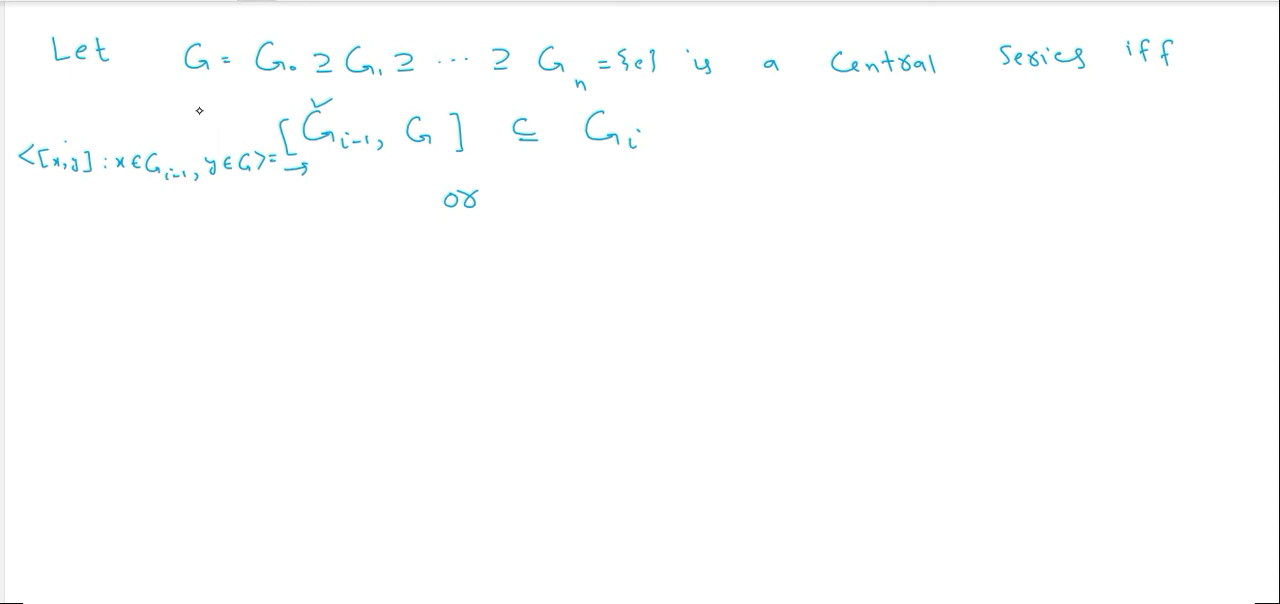 Let G = G₀ ⊇ G₁ ⊇ ... ⊇ Gₙ = {e} is a Central Series iff
<[x,y] : x ∈ Gᵢ₋₁, y ∈ G> = [Gᵢ₋₁, G] ⊆ Gᵢ
or